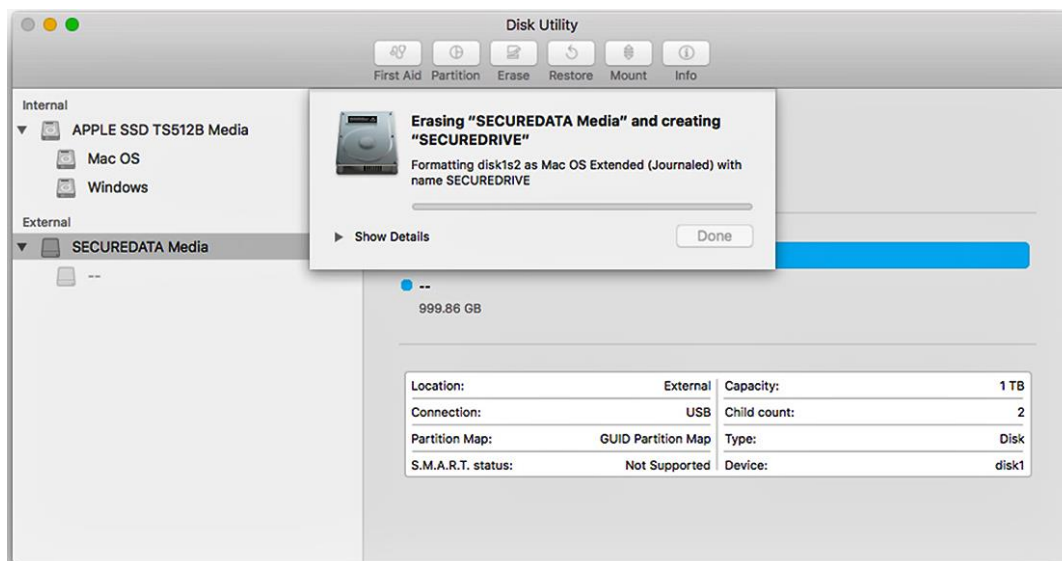 Disk Utility
First Aid Partition Erase Restore Mount Info
Internal
APPLE SSD TS512B Media
Mac OS
Windows
External
SECUREDATA Media
--
Erasing “SECUREDATA Media” and creating
“SECUREDRIVE”
Formatting disk1s2 as Mac OS Extended (Journaled) with
name SECUREDRIVE
Show Details
Done
--
999.86 GB
Location: External Capacity: 1 TB
Connection: USB Child count: 2
Partition Map: GUID Partition Map Type: Disk
S.M.A.R.T. status: Not Supported Device: disk1